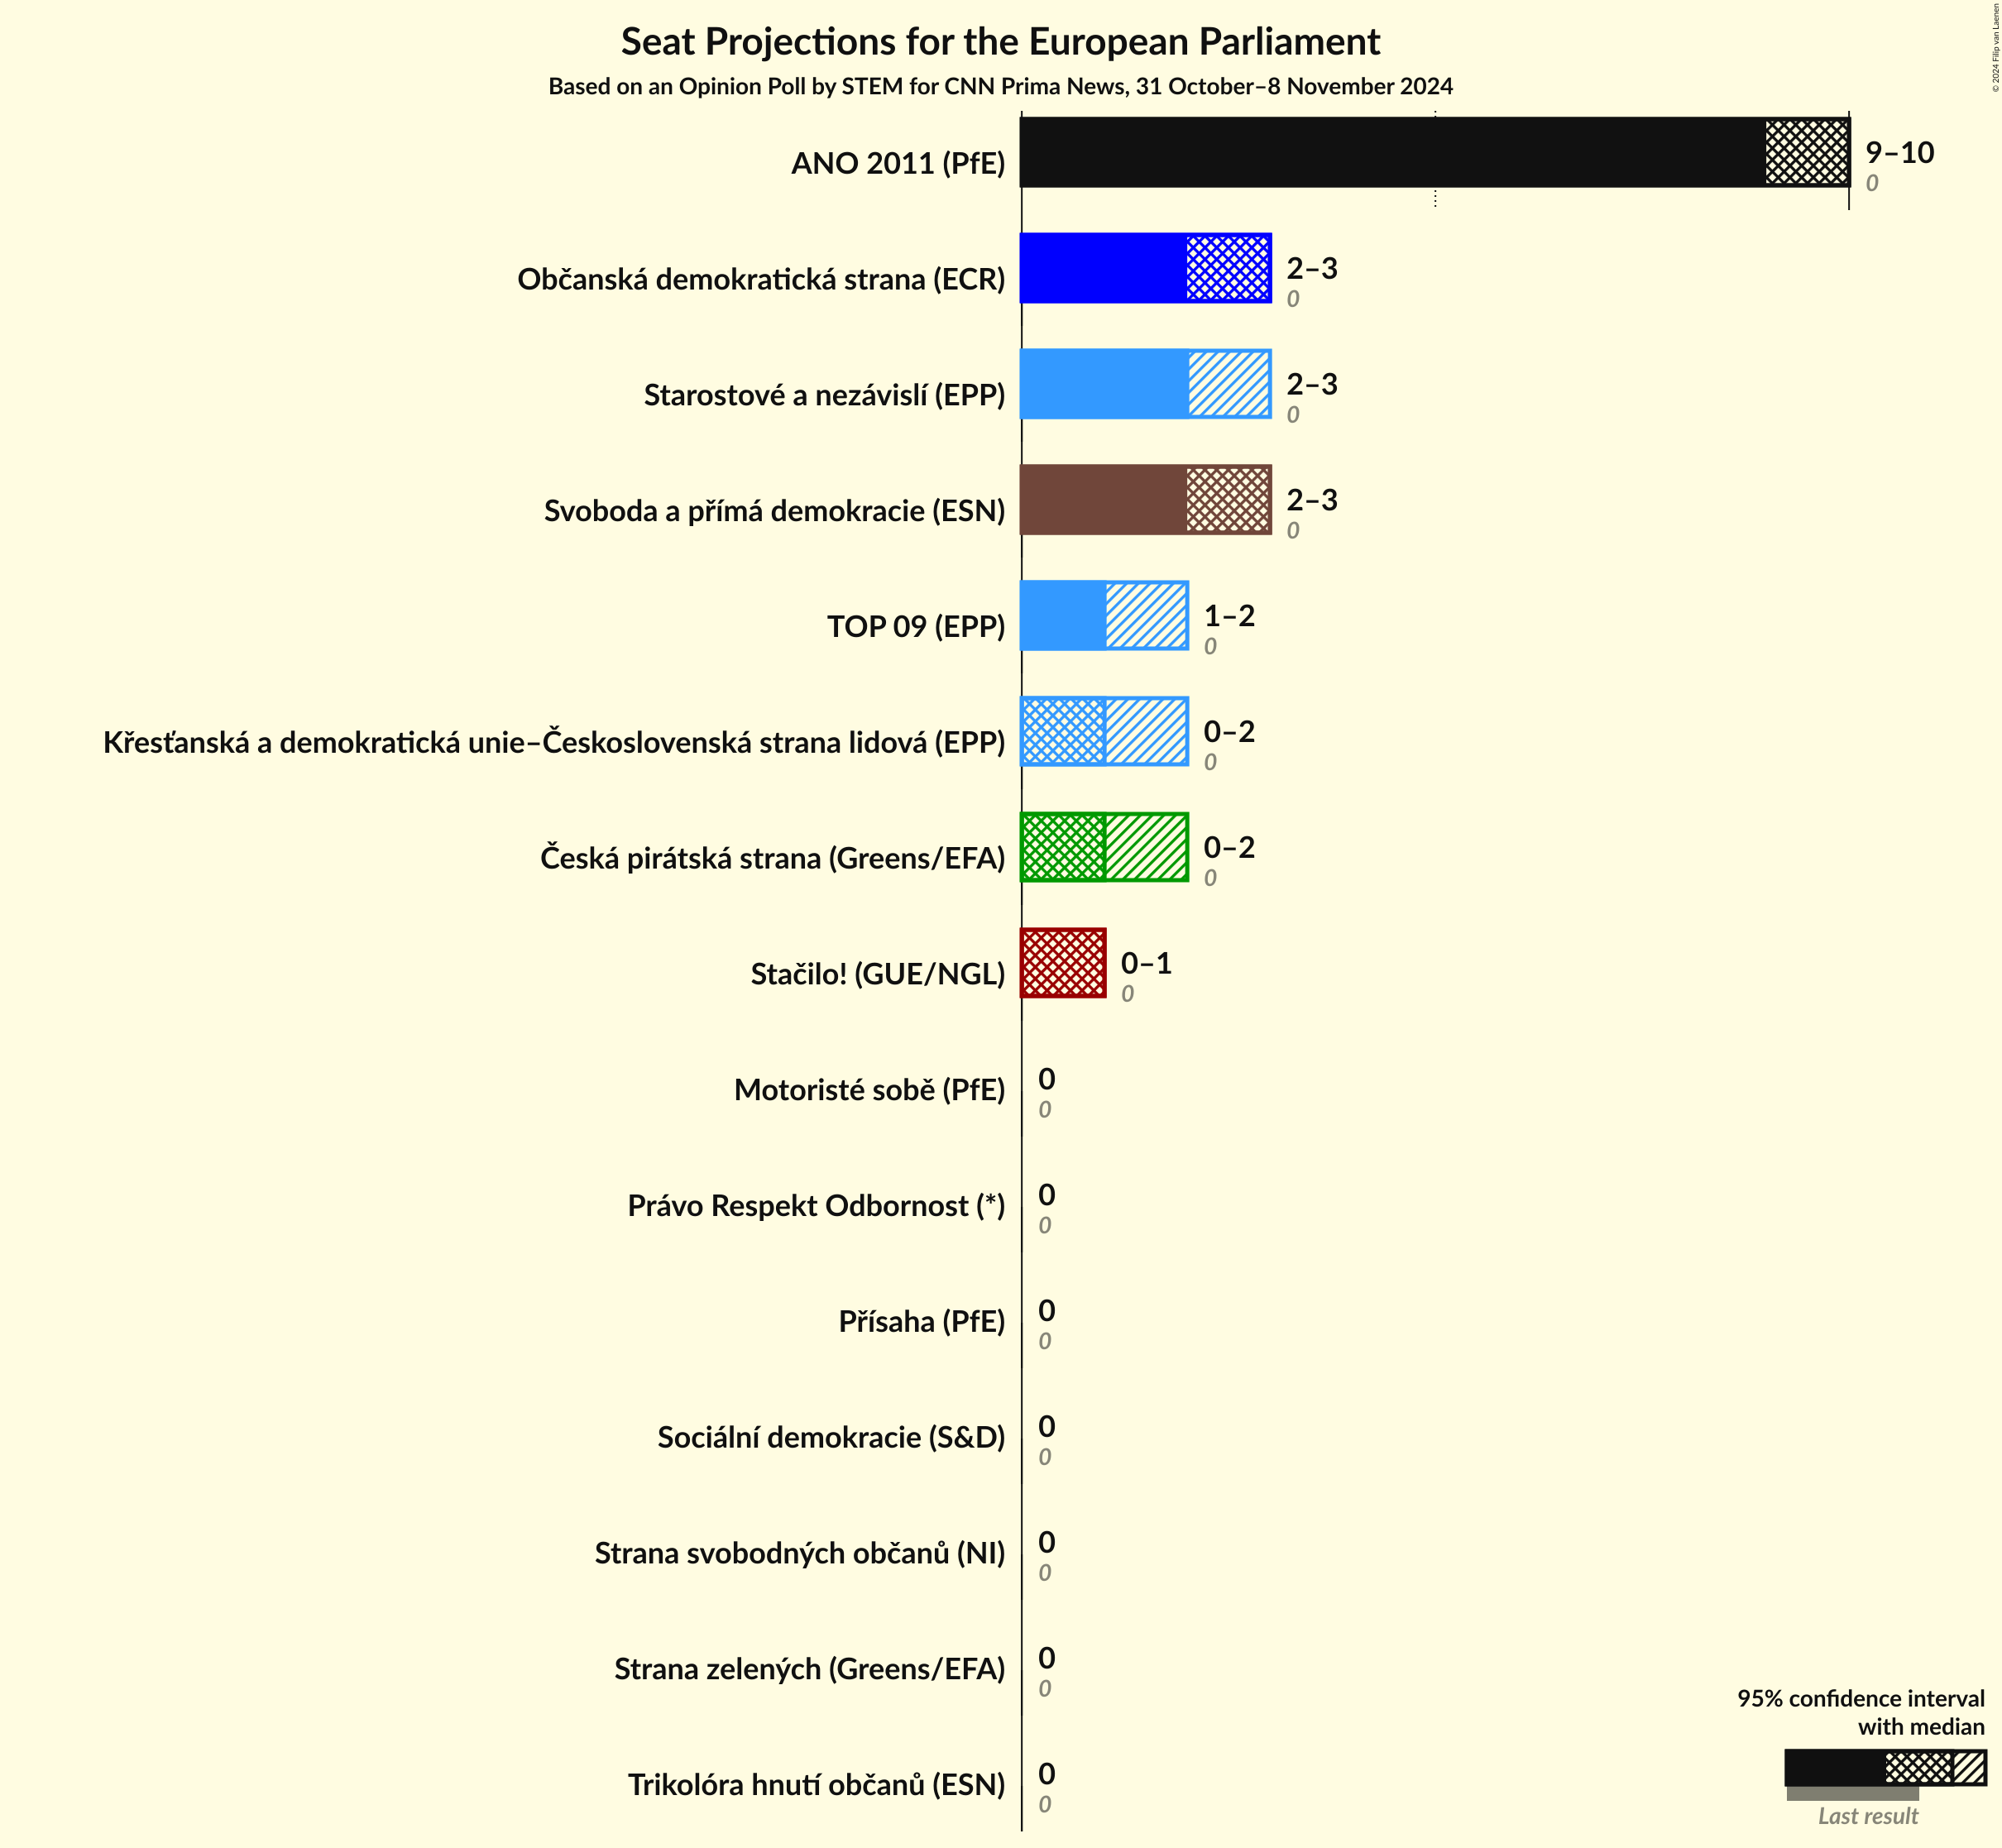 Seat Projections for the European Parliament
Based on an Opinion Poll by STEM for CNN Prima News, 31 October–8 November 2024
© 2024 Filip van Laenen
ANO 2011 (PfE)
9–10
0
Občanská demokratická strana (ECR)
2–3
0
Starostové a nezávislí (EPP)
2–3
0
Svoboda a přímá demokracie (ESN)
2–3
0
TOP 09 (EPP)
1–2
0
Křesťanská a demokratická unie–Československá strana lidová (EPP)
0–2
0
Česká pirátská strana (Greens/EFA)
0–2
0
Stačilo! (GUE/NGL)
0–1
0
Motoristé sobě (PfE)
0
0
Právo Respekt Odbornost (*)
0
0
Přísaha (PfE)
0
0
Sociální demokracie (S&D)
0
0
Strana svobodných občanů (NI)
0
0
Strana zelených (Greens/EFA)
0
0
Trikolóra hnutí občanů (ESN)
0
0
95% confidence interval
with median
Last result